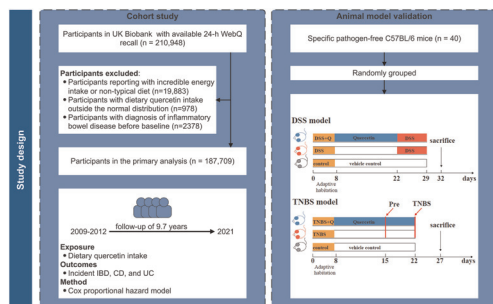 Study design
Cohort study
Participants in UK Biobank with available 24-h WebQ
recall (n = 210,948)
Participants excluded:
• Participants reporting with incredible energy
intake or non-typical diet (n=19,883)
• Participants with dietary quercetin intake
outside the normal distribution (n=978)
• Participants with diagnosis of inflammatory
bowel disease before baseline (n=2378)
Participants in the primary analysis (n = 187,709)
follow-up of 9.7 years
2009-2012
2021
Exposure
• Dietary quercetin intake
Outcomes
• Incident IBD, CD, and UC
Method
• Cox proportional hazard model
Animal model validation
Specific pathogen-free C57BL/6 mice (n = 40)
Randomly grouped
DSS model
DSS+Q Quercetin DSS
DSS DSS
control vehicle control
sacrifice
0 8 22 29 32 days
Adaptive
habitation
TNBS model
Pre TNBS
TNBS+Q Quercetin
TNBS
control vehicle control
sacrifice
0 8 15 22 27 days
Adaptive
habitation